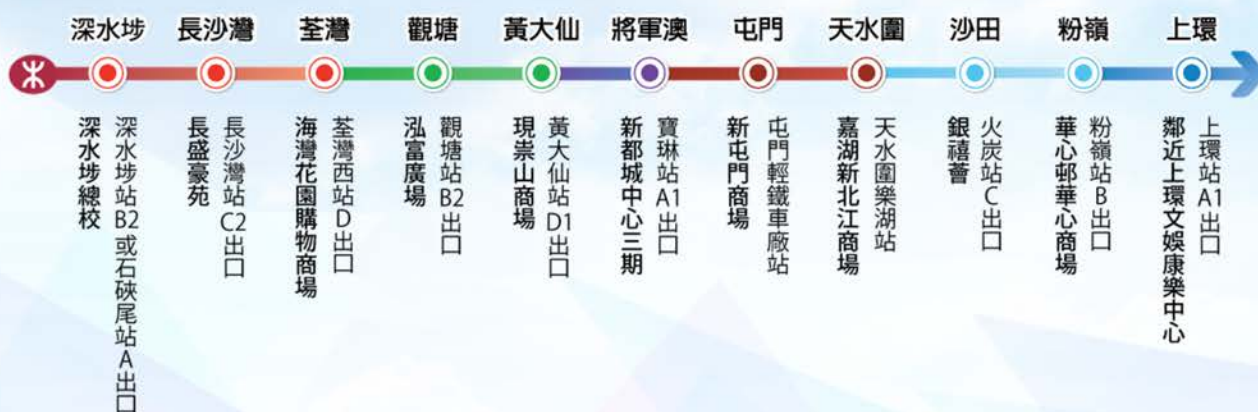 深水埗
長沙灣
荃灣
觀塘
黃大仙
將軍澳
屯門
天水圍
沙田
粉嶺
上環
深水埗站B2或石硤尾站A出口
深水埗總校
長沙灣站C2出口
長盛豪苑
荃灣西站D出口
海灣花園購物商場
觀塘站B2出口
泓富廣場
黃大仙站D1出口
現崇山商場
寶琳站A1出口
新都城中心三期
屯門輕鐵車廠站
新屯門商場
天水圍樂湖站
嘉湖新北江商場
火炭站C出口
銀禧薈
粉嶺站B出口
華心邨華心商場
上環站A1出口
鄰近上環文娛康樂中心